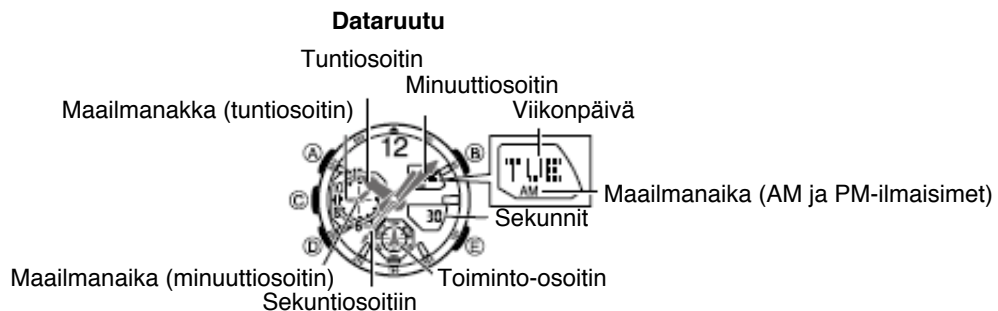 Dataruutu
Tuntiosoitin
Minuuttiosoitin
Maailmanakka (tuntiosoitin)
Viikonpäivä
12
A
B
TUE
AM
Maailmanaika (AM ja PM-ilmaisimet)
C
30
Sekunnit
6
D
E
Maailmanaika (minuuttiosoitin)
Toiminto-osoitin
Sekuntiosoitiin